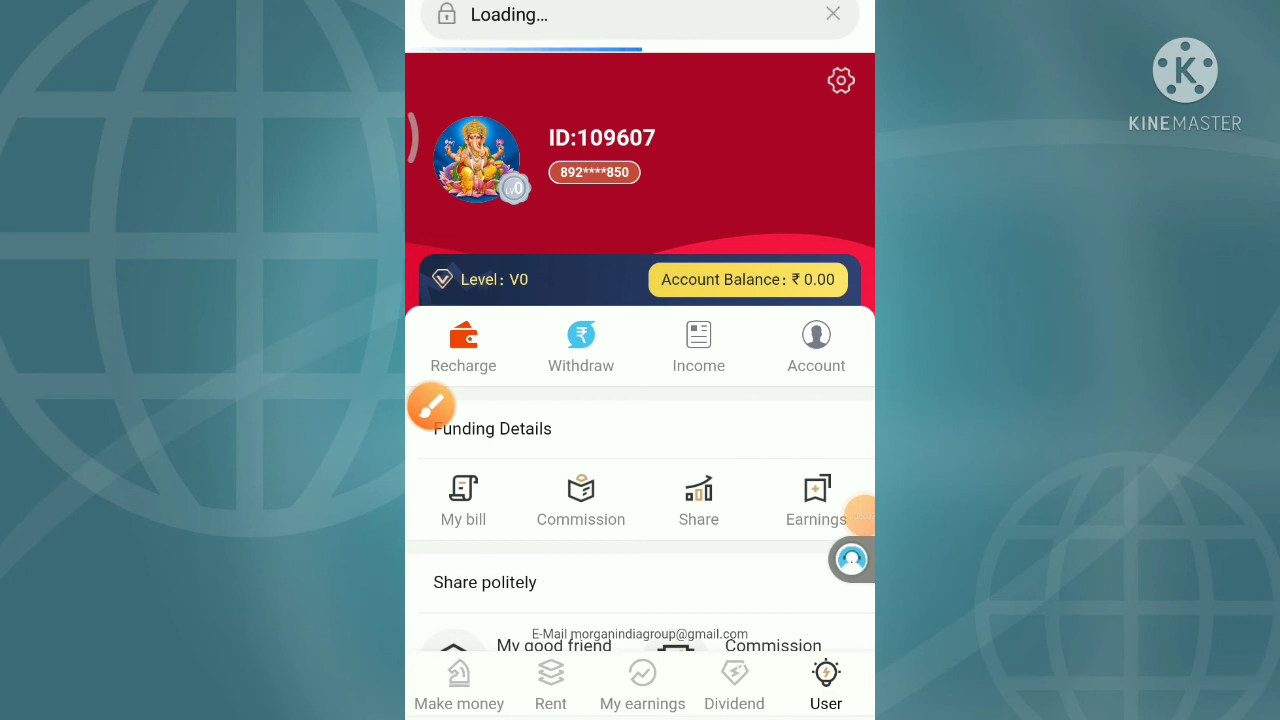 Loading…
KINEMASTER
ID:109607
892****850
LV0
Level: V0
Account Balance: ₹ 0.00
Recharge
Withdraw
Income
Account
Funding Details
My bill
Commission
Share
Earnings
Share politely
E-Mail morganindiagroup@gmail.com
My good friend
Commission
Make money
Rent
My earnings
Dividend
User